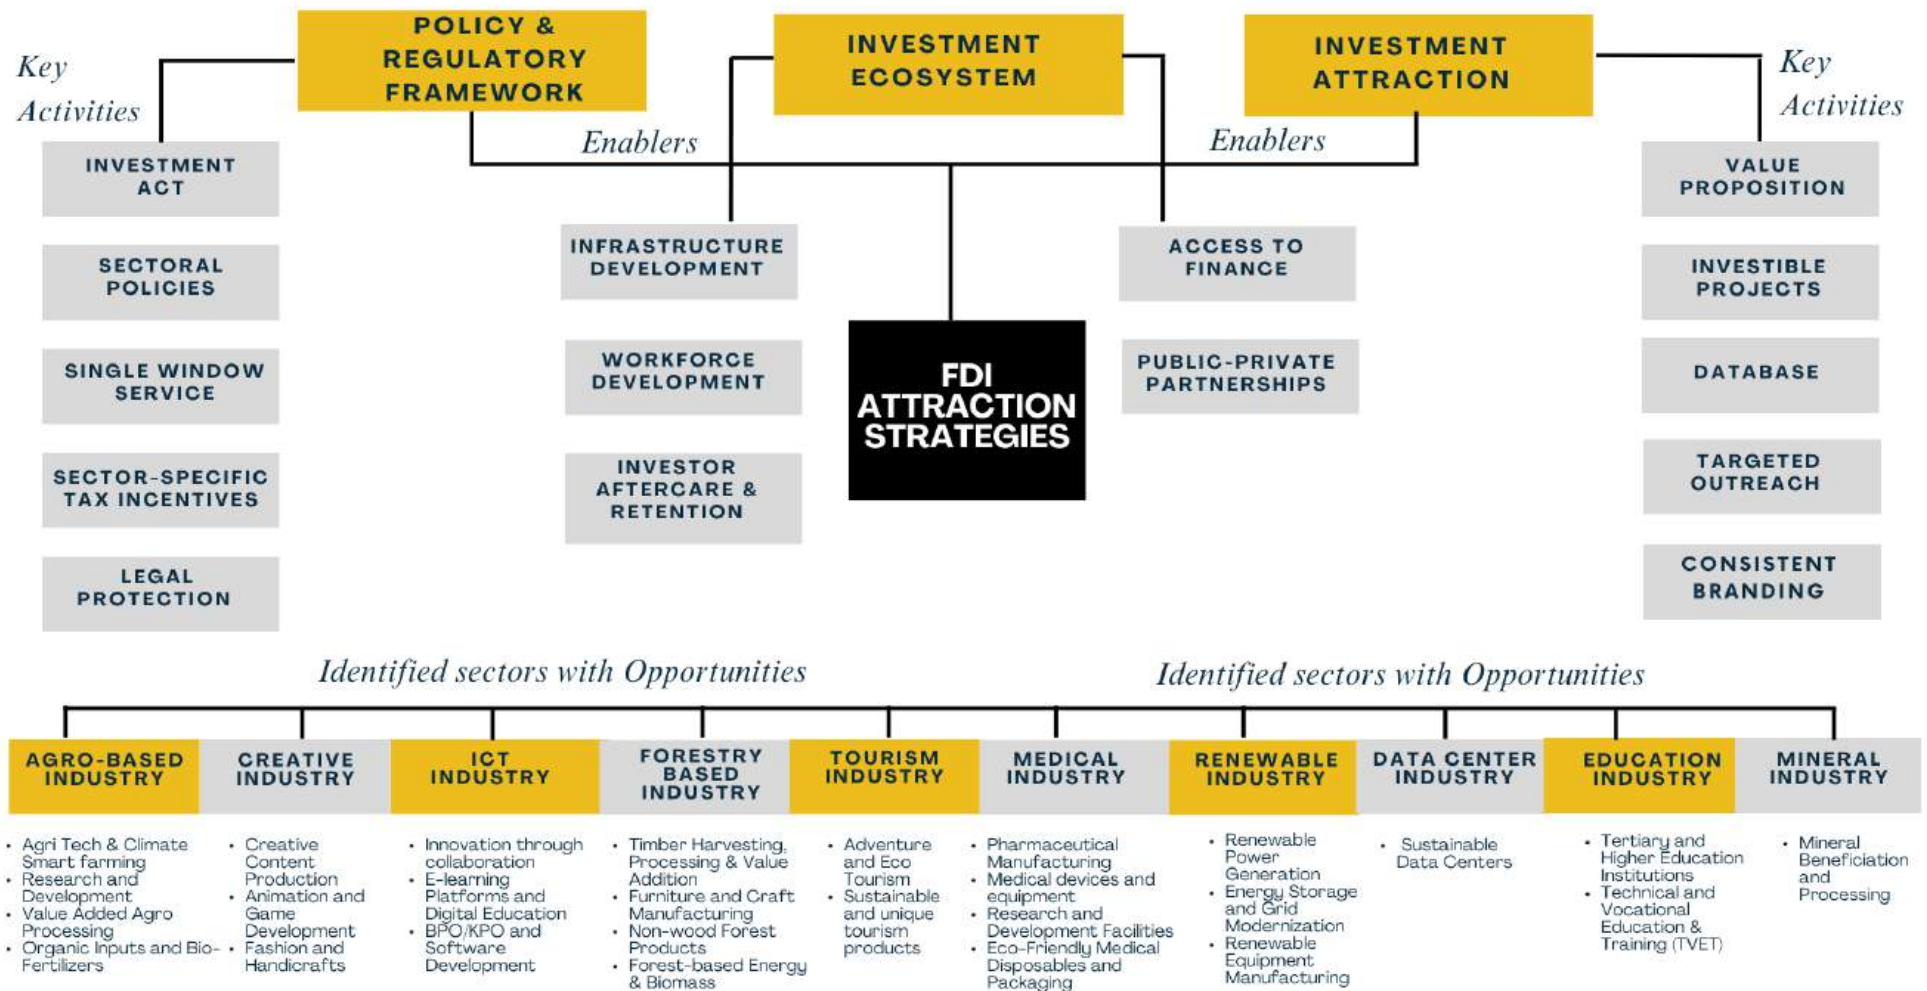 POLICY &
REGULATORY
FRAMEWORK
INVESTMENT
ECOSYSTEM
INVESTMENT
ATTRACTION
Key
Activities
Enablers
Enablers
Key
Activities
INVESTMENT
ACT
SECTORAL
POLICIES
SINGLE WINDOW
SERVICE
SECTOR-SPECIFIC
TAX INCENTIVES
LEGAL
PROTECTION
INFRASTRUCTURE
DEVELOPMENT
WORKFORCE
DEVELOPMENT
INVESTOR
AFTERCARE &
RETENTION
FDI
ATTRACTION
STRATEGIES
ACCESS TO
FINANCE
PUBLIC-PRIVATE
PARTNERSHIPS
VALUE
PROPOSITION
INVESTIBLE
PROJECTS
DATABASE
TARGETED
OUTREACH
CONSISTENT
BRANDING
Identified sectors with Opportunities
Identified sectors with Opportunities
AGRO-BASED
INDUSTRY
• Agri Tech & Climate
Smart farming
• Research and
Development
• Value Added Agro
Processing
• Organic Inputs and Bio-
Fertilizers
CREATIVE
INDUSTRY
• Creative
Content
Production
• Animation and
Game
Development
• Fashion and
Handicrafts
ICT
INDUSTRY
• Innovation through
collaboration
• E-learning
Platforms and
Digital Education
• BPO/KPO and
Software
Development
FORESTRY
BASED
INDUSTRY
• Timber Harvesting,
Processing & Value
Addition
• Furniture and Craft
Manufacturing
• Non-wood Forest
Products
• Forest-based Energy
& Biomass
TOURISM
INDUSTRY
• Adventure
and Eco
Tourism
• Sustainable
and unique
tourism
products
MEDICAL
INDUSTRY
• Pharmaceutical
Manufacturing
• Medical devices and
equipment
• Research and
Development Facilities
• Eco-Friendly Medical
Disposables and
Packaging
RENEWABLE
INDUSTRY
• Renewable
Power
Generation
• Energy Storage
and Grid
Modernization
• Renewable
Equipment
Manufacturing
DATA CENTER
INDUSTRY
• Sustainable
Data Centers
EDUCATION
INDUSTRY
• Tertiary and
Higher Education
Institutions
• Technical and
Vocational
Education &
Training (TVET)
MINERAL
INDUSTRY
• Mineral
Beneficiation
and
Processing